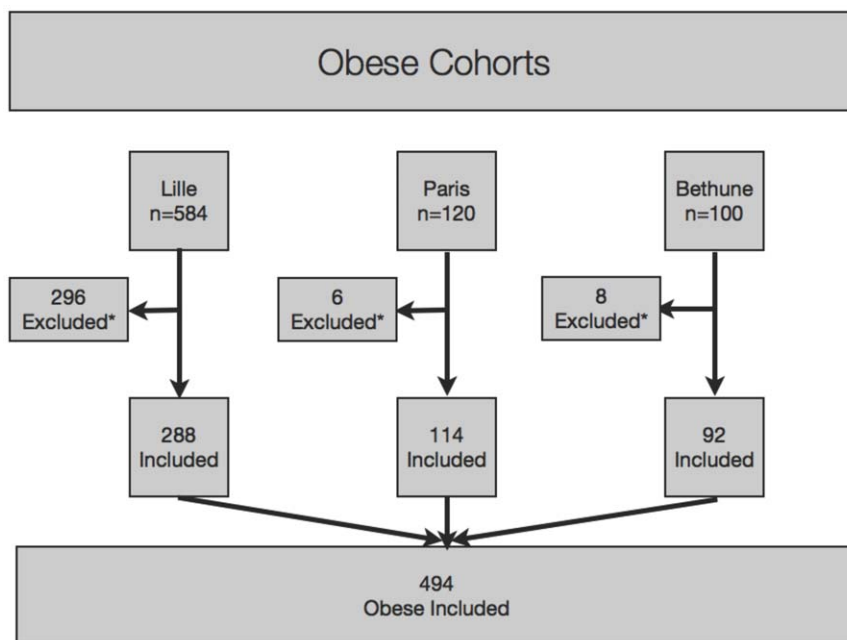 Obese Cohorts
Lille
n=584
Paris
n=120
Bethune
n=100
296
Excluded*
6
Excluded*
8
Excluded*
288
Included
114
Included
92
Included
494
Obese Included